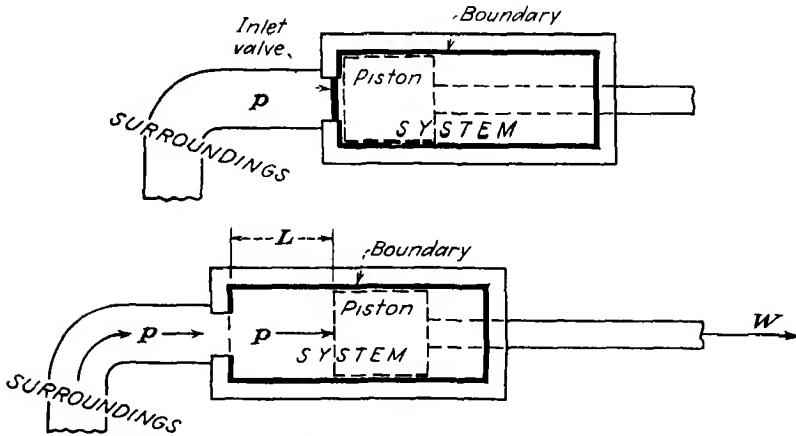 Inlet
valve
Boundary
Piston
p
SYSTEM
SURROUNDINGS
L
Boundary
Piston
p
p
W
SYSTEM
SURROUNDINGS